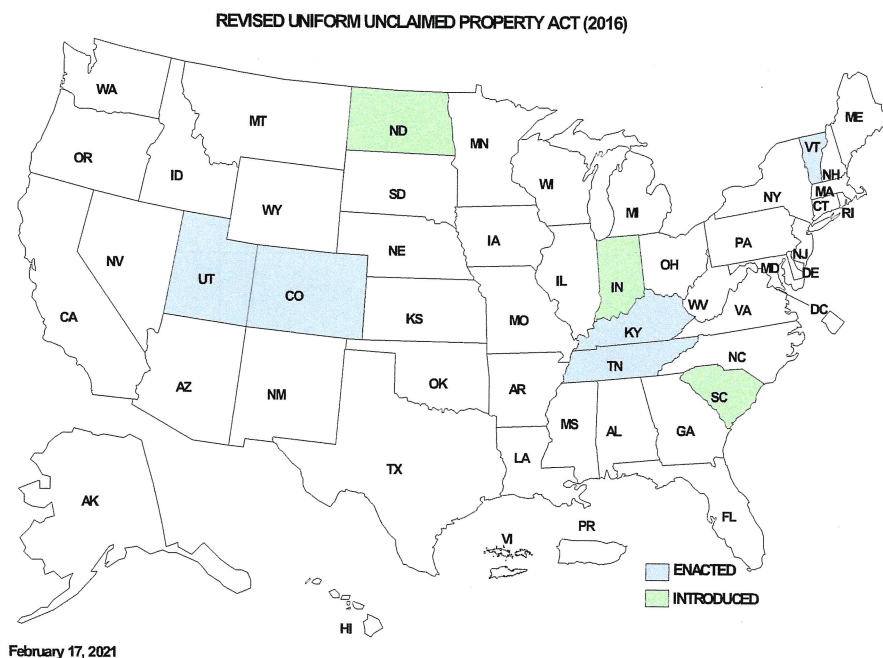 REVISED UNIFORM UNCLAIMED PROPERTY ACT (2016)
WA
MT
ND
MN
ME
VT
OR
ID
SD
WI
NH
MA
NY
WY
MI
CT
RI
IA
NE
PA
NV
NJ
OH
IL
IN
MD
DE
UT
CO
WV
CA
KS
MO
VA
DC
KY
NC
TN
AZ
OK
NM
AR
SC
MS
AL
GA
LA
TX
AK
FL
PR
VI
ENACTED
INTRODUCED
HI
February 17, 2021